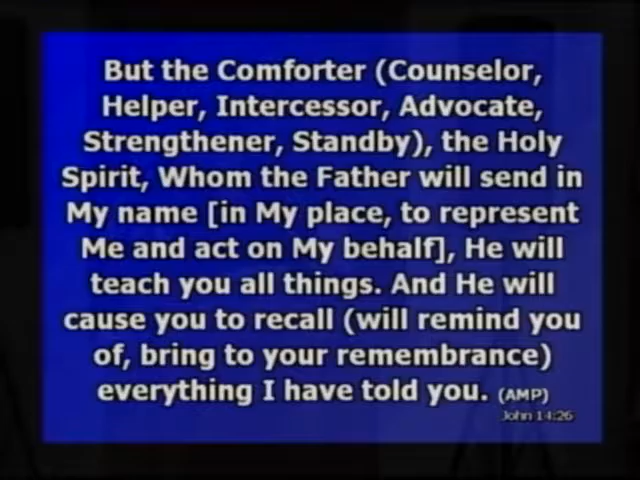 But the Comforter (Counselor,
Helper, Intercessor, Advocate,
Strengthener, Standby), the Holy
Spirit, Whom the Father will send in
My name [in My place, to represent
Me and act on My behalf], He will
teach you all things. And He will
cause you to recall (will remind you
of, bring to your remembrance)
everything I have told you. (AMP)
John 14:26